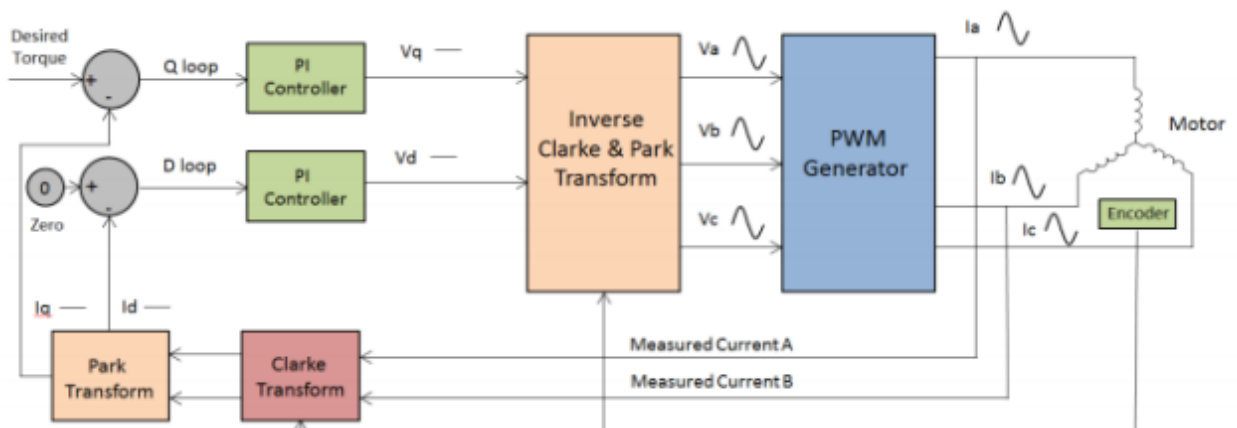 Desired
Torque
+
-
Q loop
PI
Controller
Vq
Inverse
Clarke & Park
Transform
Va
Vb
Vc
PWM
Generator
Ia
Ib
Ic
Motor
Encoder
0
Zero
+
-
D loop
PI
Controller
Vd
Iq
Id
Park
Transform
Clarke
Transform
Measured Current A
Measured Current B